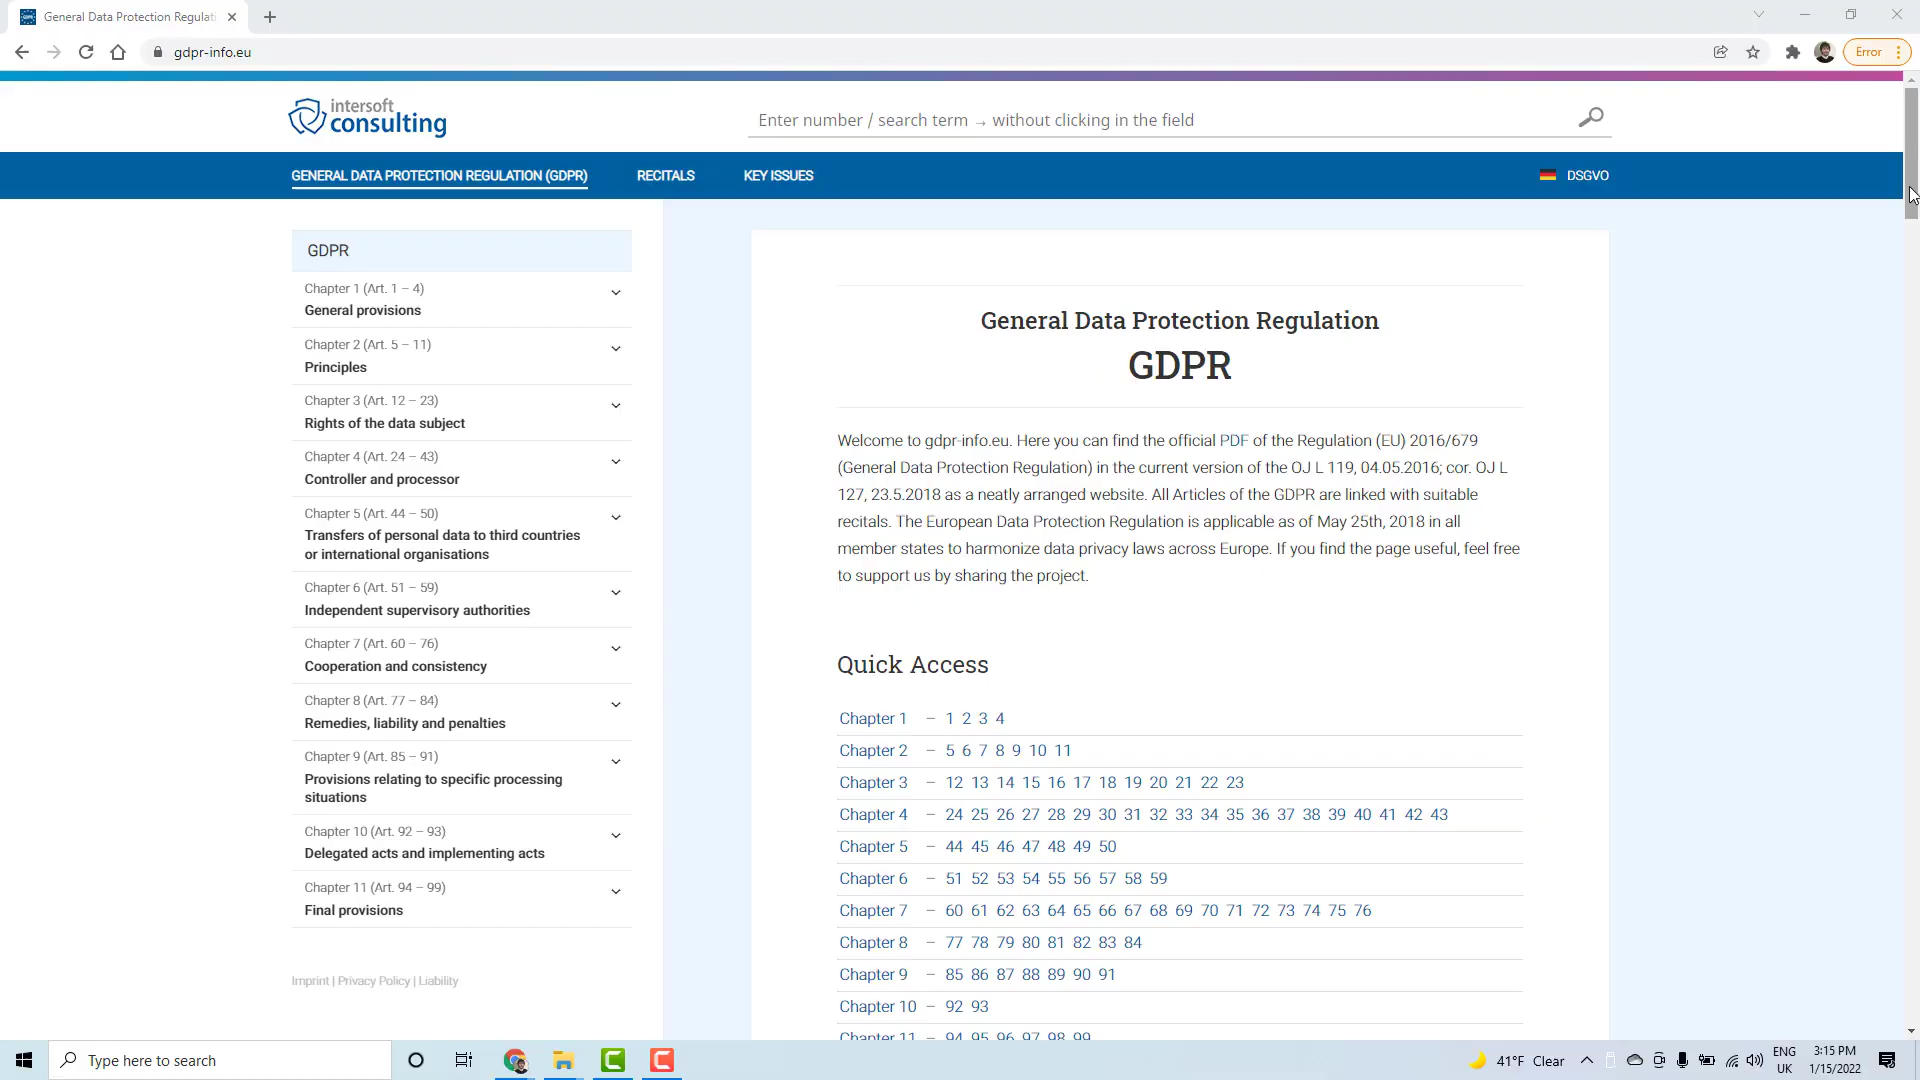 General Data Protection Regulati
gdpr-info.eu
Error
intersoft
consulting
Enter number / search term → without clicking in the field
GENERAL DATA PROTECTION REGULATION (GDPR)
RECITALS
KEY ISSUES
DSGVO
GDPR
Chapter 1 (Art. 1 – 4)
General provisions
Chapter 2 (Art. 5 – 11)
Principles
Chapter 3 (Art. 12 – 23)
Rights of the data subject
Chapter 4 (Art. 24 – 43)
Controller and processor
Chapter 5 (Art. 44 – 50)
Transfers of personal data to third countries
or international organisations
Chapter 6 (Art. 51 – 59)
Independent supervisory authorities
Chapter 7 (Art. 60 – 76)
Cooperation and consistency
Chapter 8 (Art. 77 – 84)
Remedies, liability and penalties
Chapter 9 (Art. 85 – 91)
Provisions relating to specific processing
situations
Chapter 10 (Art. 92 – 93)
Delegated acts and implementing acts
Chapter 11 (Art. 94 – 99)
Final provisions
Imprint | Privacy Policy | Liability
General Data Protection Regulation
GDPR
Welcome to gdpr-info.eu. Here you can find the official PDF of the Regulation (EU) 2016/679
(General Data Protection Regulation) in the current version of the OJ L 119, 04.05.2016; cor. OJ L
127, 23.5.2018 as a neatly arranged website. All Articles of the GDPR are linked with suitable
recitals. The European Data Protection Regulation is applicable as of May 25th, 2018 in all
member states to harmonize data privacy laws across Europe. If you find the page useful, feel free
to support us by sharing the project.
Quick Access
Chapter 1 – 1 2 3 4
Chapter 2 – 5 6 7 8 9 10 11
Chapter 3 – 12 13 14 15 16 17 18 19 20 21 22 23
Chapter 4 – 24 25 26 27 28 29 30 31 32 33 34 35 36 37 38 39 40 41 42 43
Chapter 5 – 44 45 46 47 48 49 50
Chapter 6 – 51 52 53 54 55 56 57 58 59
Chapter 7 – 60 61 62 63 64 65 66 67 68 69 70 71 72 73 74 75 76
Chapter 8 – 77 78 79 80 81 82 83 84
Chapter 9 – 85 86 87 88 89 90 91
Chapter 10 – 92 93
Chapter 11 – 94 95 96 97 98 99
Type here to search
41°F Clear
ENG
UK
3:15 PM
1/15/2022